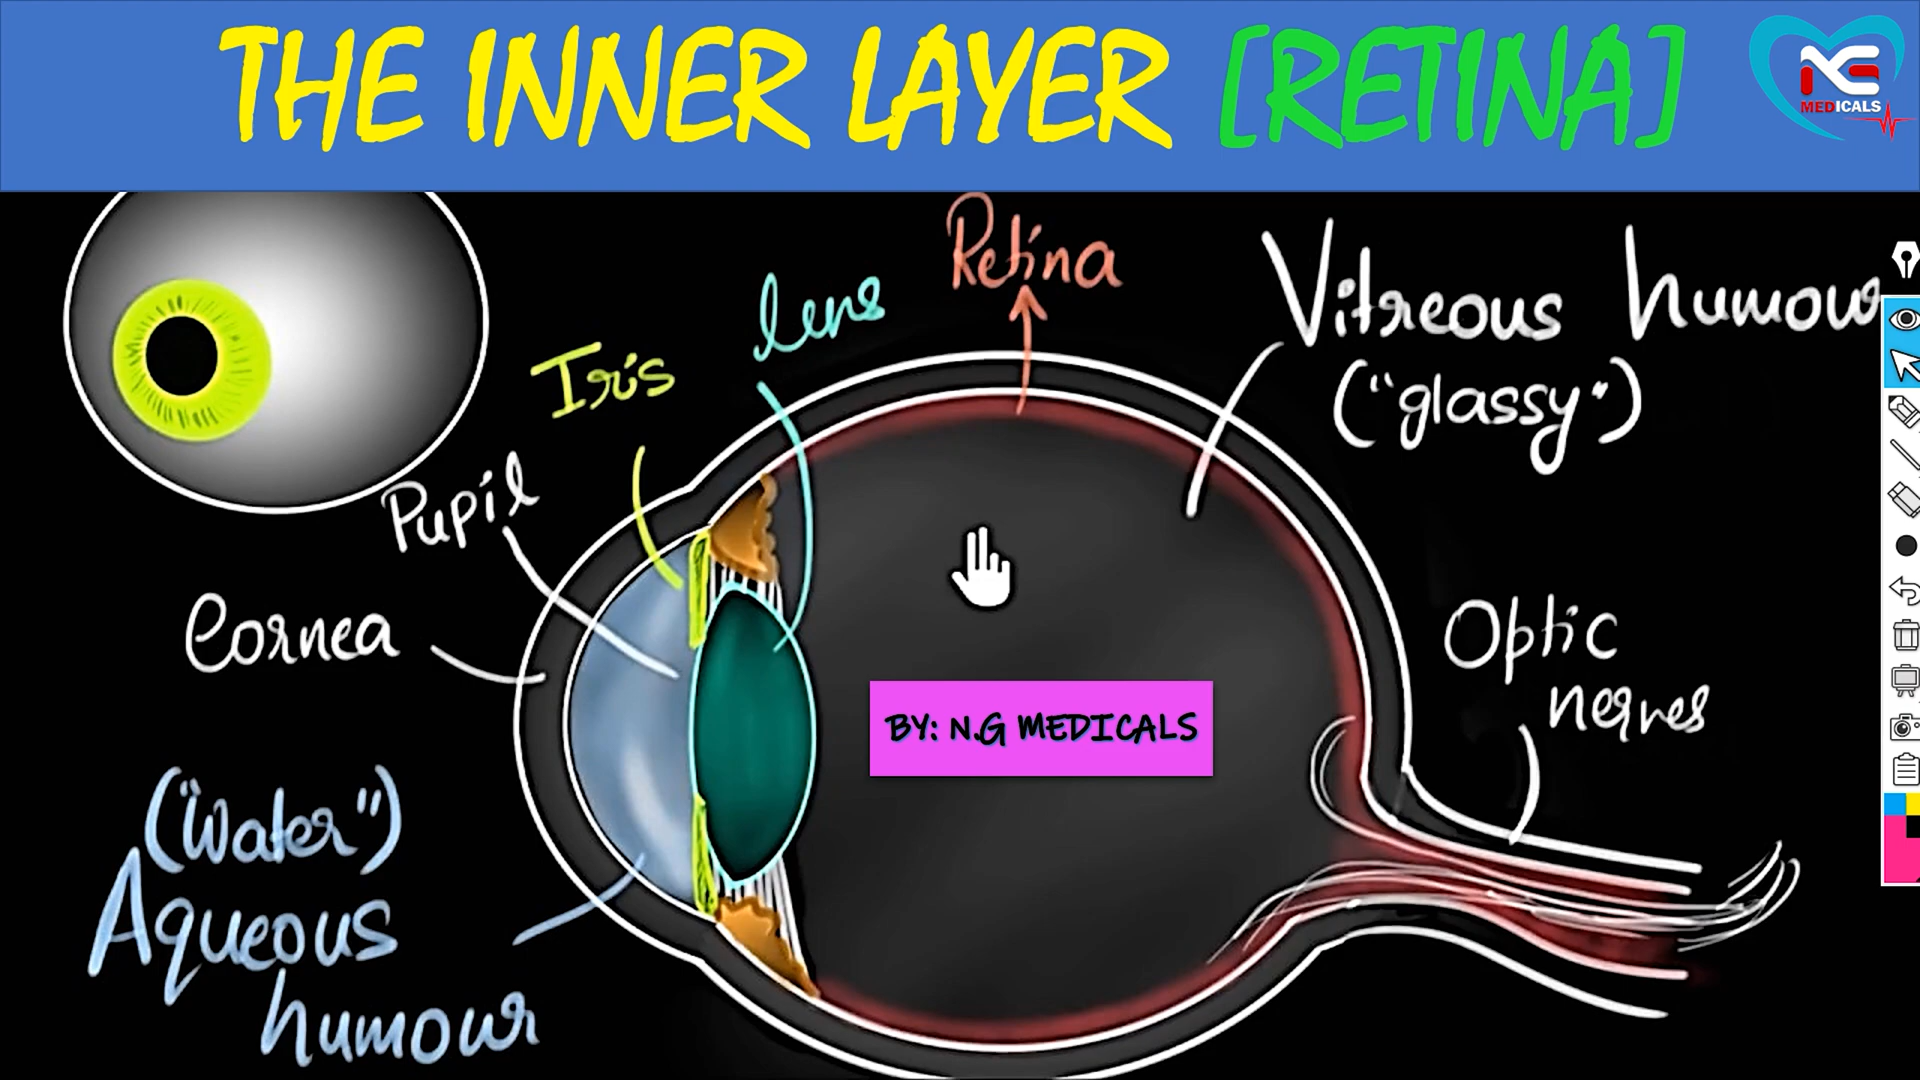 THE INNER LAYER [RETINA]
NG
MEDICALS
Retina
Vitreous humour
("glassy")
lens
Iris
Pupil
Cornea
Optic
nerves
BY: N.G MEDICALS
("Water")
Aqueous
humour